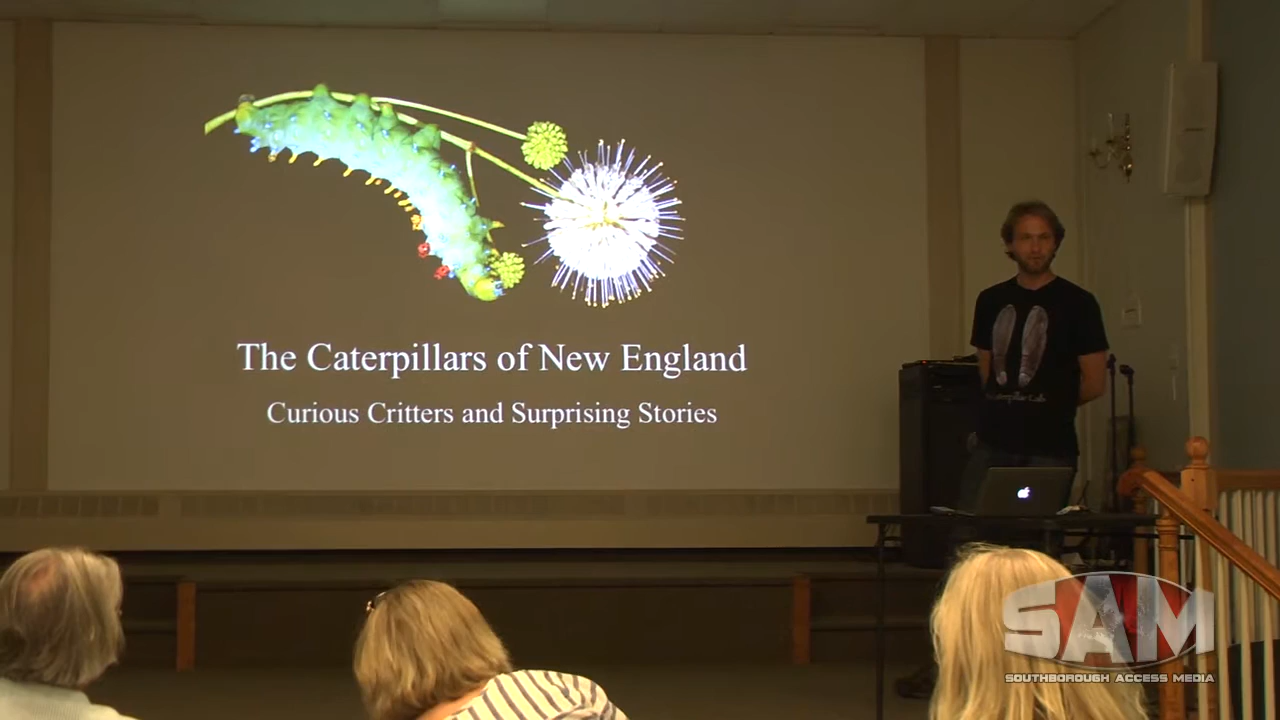 The Caterpillars of New England
Curious Critters and Surprising Stories
SAM
SOUTHBOROUGH ACCESS MEDIA